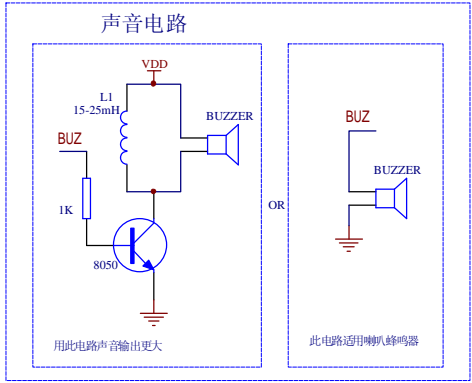 声音电路
VDD
L1
15-25mH
BUZZER
BUZ
1K
8050
用此电路声音输出更大
OR
BUZ
BUZZER
此电路适用喇叭蜂鸣器